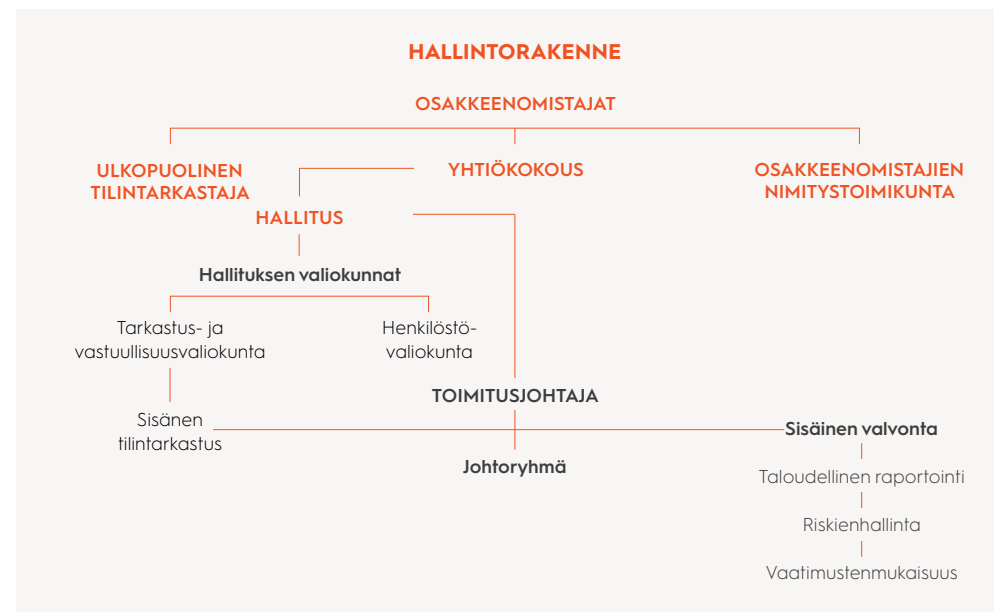 HALLINTORAKENNE
OSAKKEENOMISTAJAT
ULKOPUOLINEN
TILINTARKASTAJA
YHTIÖKOKOUS
OSAKKEENOMISTAJIEN
NIMITYSTOIMIKUNTA
HALLITUS
Hallituksen valiokunnat
Tarkastus- ja
vastuullisuusvaliokunta
Henkilöstö-
valiokunta
TOIMITUSJOHTAJA
Sisänen
tilintarkastus
Sisäinen valvonta
Johtoryhmä
Taloudellinen raportointi
Riskienhallinta
Vaatimustenmukaisuus